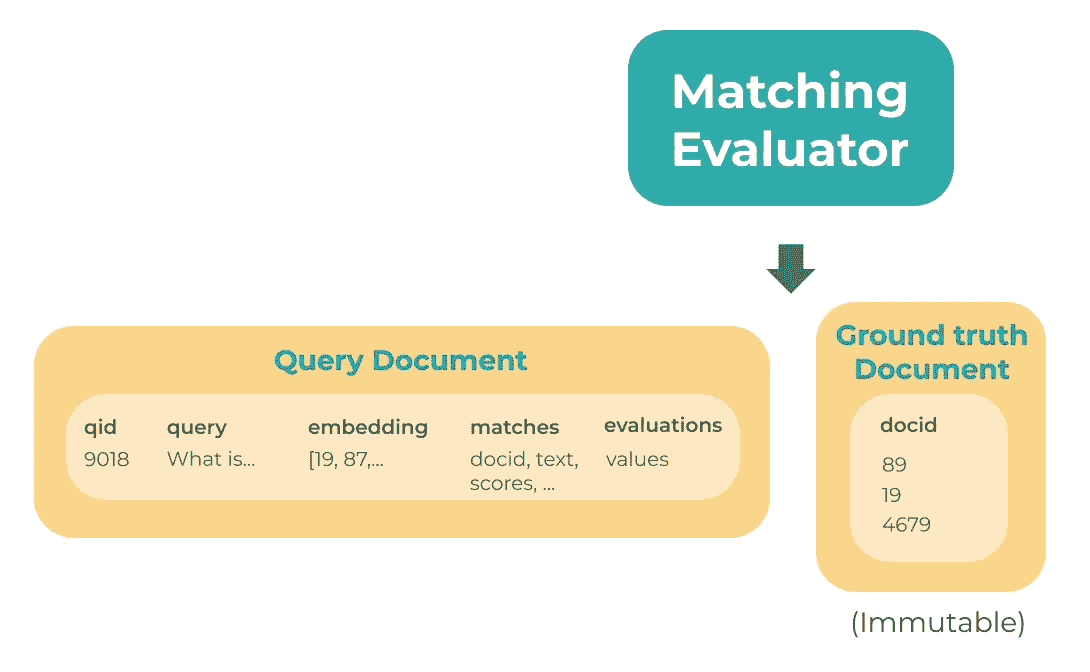 Matching
Evaluator
Query Document
qid query embedding matches evaluations
9018 What is... [19, 87,... docid, text, values
scores, ...
Ground truth
Document
docid
89
19
4679
(Immutable)